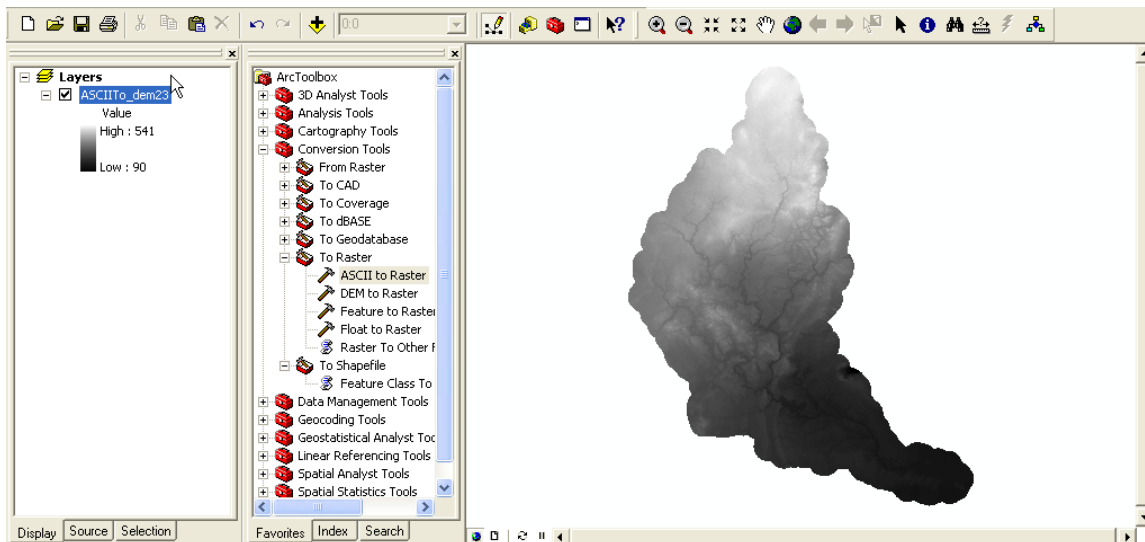 0:0
Layers
ASCIITo_dem23
Value
High : 541
Low : 90
Display Source Selection
ArcToolbox
3D Analyst Tools
Analysis Tools
Cartography Tools
Conversion Tools
From Raster
To CAD
To Coverage
To dBASE
To Geodatabase
To Raster
ASCII to Raster
DEM to Raster
Feature to Raster
Float to Raster
Raster To Other F
To Shapefile
Feature Class To
Data Management Tools
Geocoding Tools
Geostatistical Analyst Too
Linear Referencing Tools
Spatial Analyst Tools
Spatial Statistics Tools
Favorites Index Search